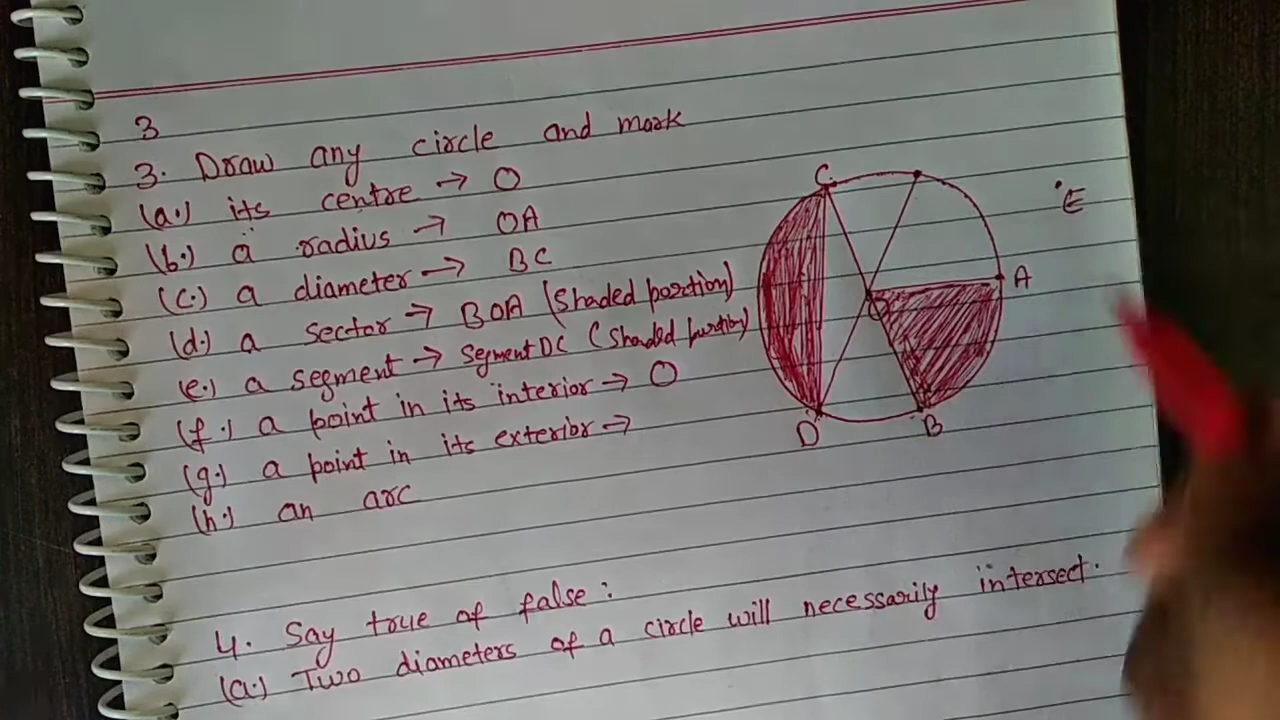 3
3. Draw any circle and mark
(a.) its centre → O
(b.) a radius → OA
(c.) a diameter → BC
(d.) a sector → BOA (shaded portion)
(e.) a segment → segment DC (shaded portion)
(f.) a point in its interior → O
(g.) a point in its exterior →
(h.) an arc
C
E
A
O
D
B
4. Say true of false:
(a.) Two diameters of a circle will necessarily intersect.